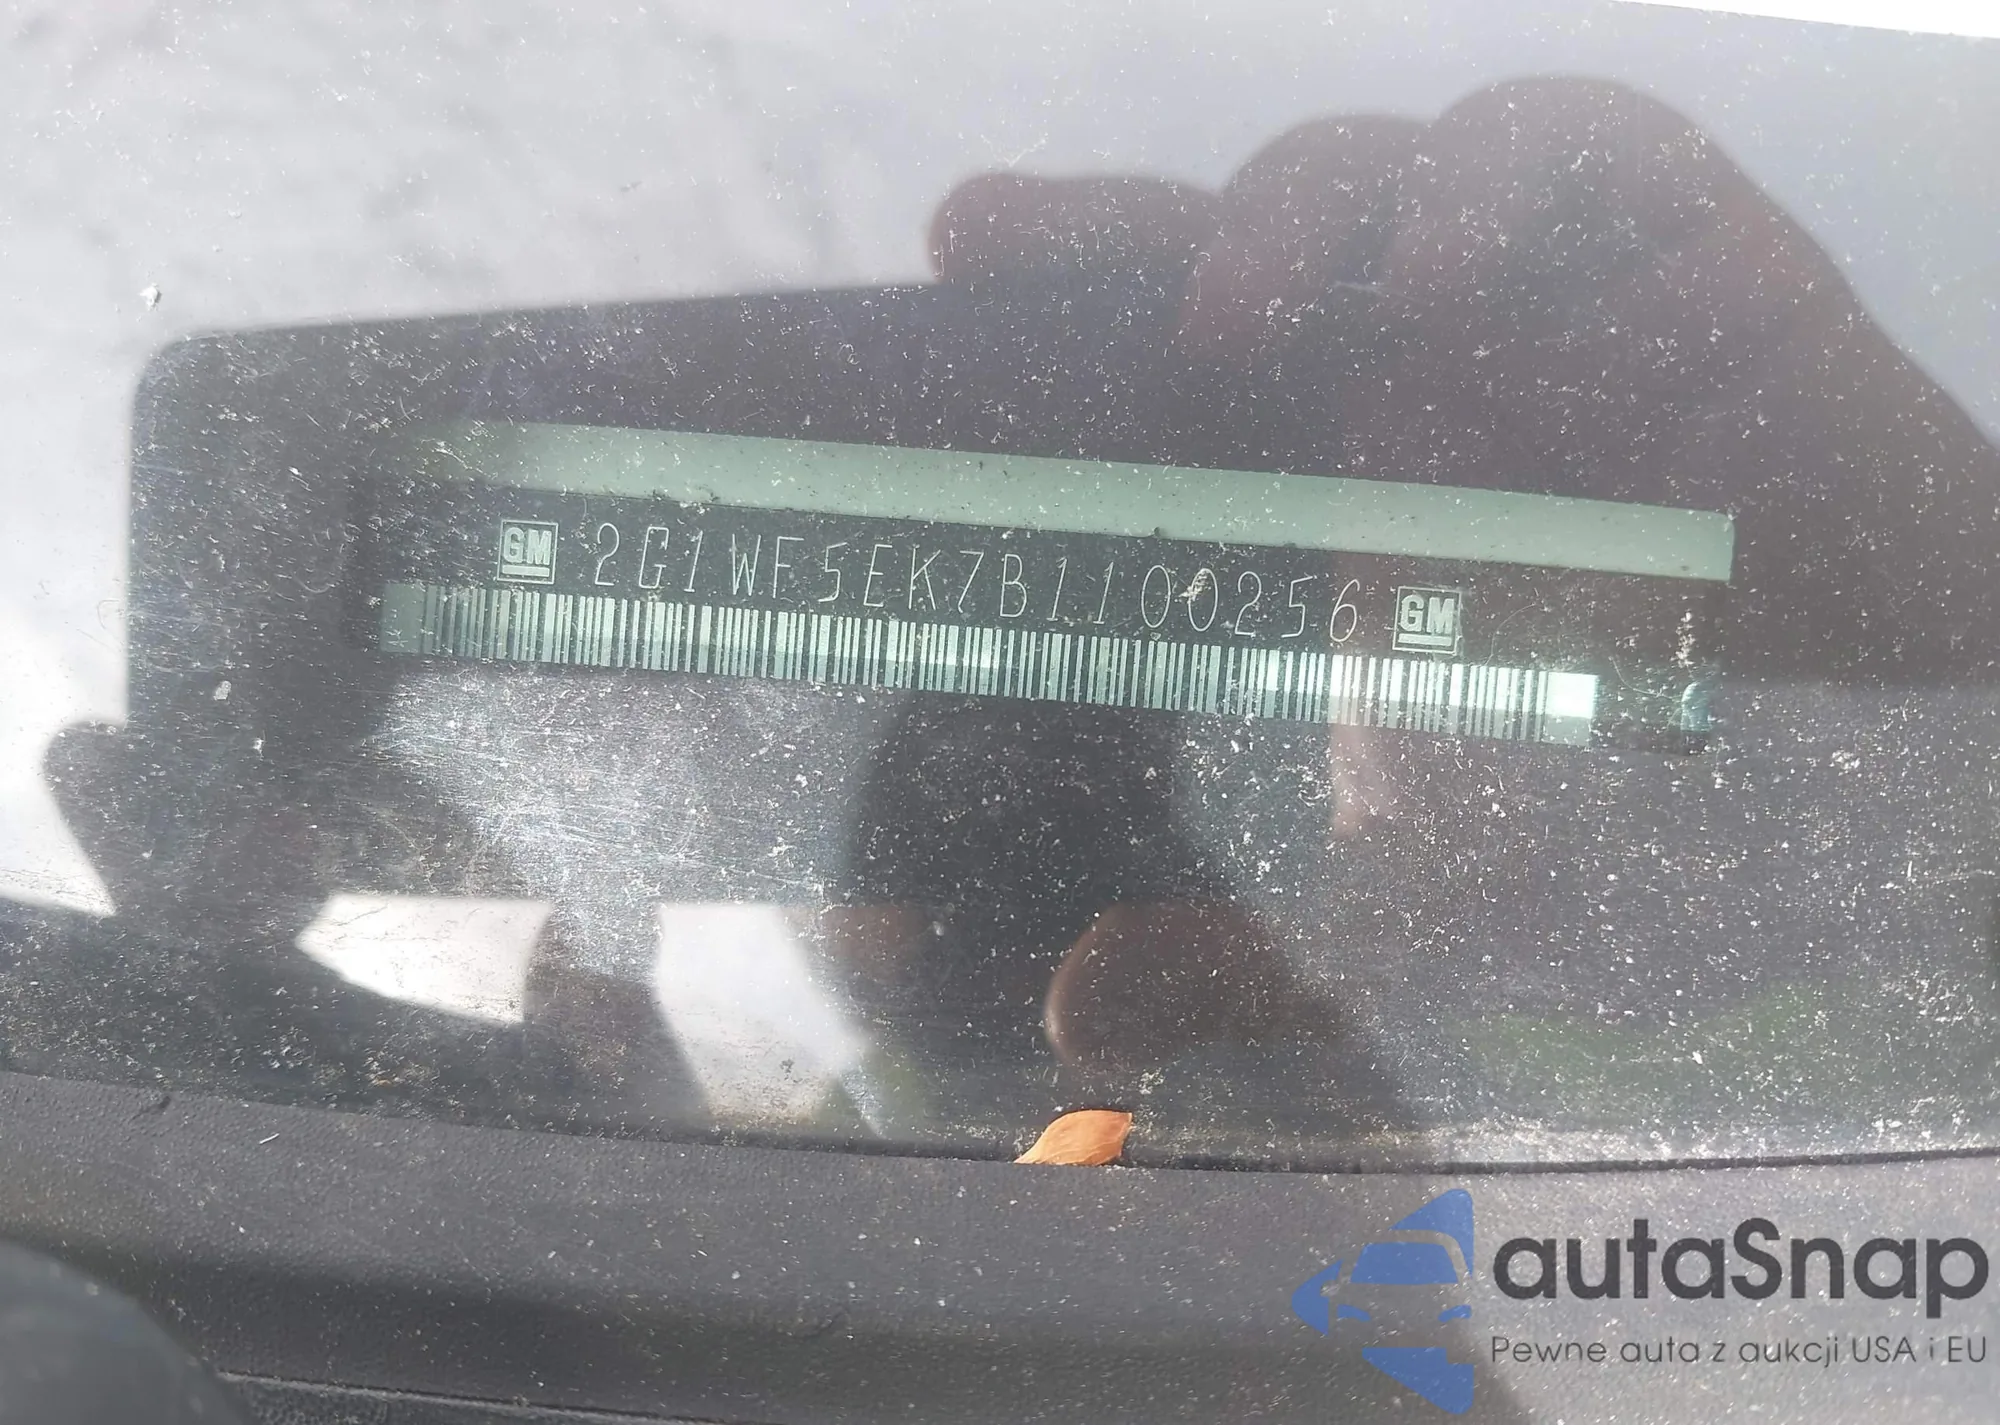 GM 2G1WF5EK7B1100256 GM
autaSnap
Pewne auta z aukcji USA i EU